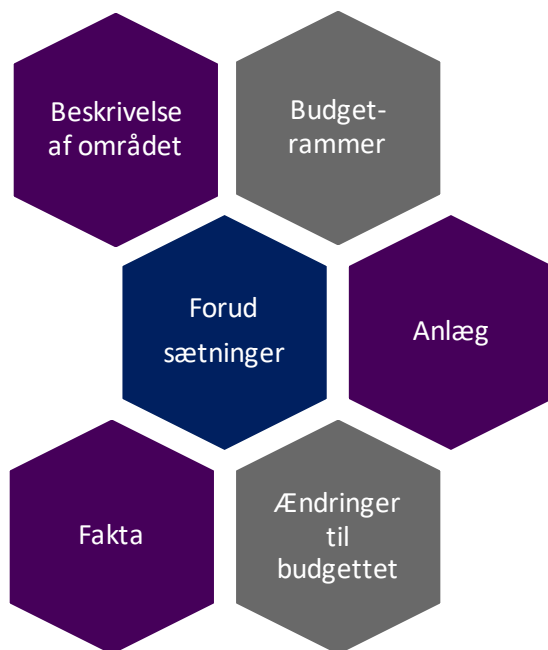 Beskrivelse
af området
Budget-
rammer
Forud
sætninger
Anlæg
Fakta
Ændringer
til
budgettet